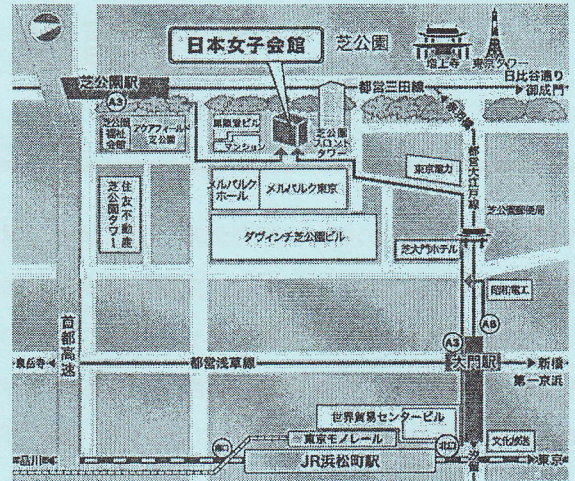 日本女子会館
芝公園
増上寺
東京タワー
日比谷通り
御成門
芝公園駅
A3
都営三田線
芝公園
福祉
会館
アクアフィールド
芝公園
マンション
芝公園
フロント
タワー
東京電力
都営大江戸線
芝公園郵便局
メルパルク
ホール
メルパルク東京
住友不動産
芝公園タワー
ダヴィンチ芝公園ビル
芝大門ホテル
昭和電工
A6
A3
首都高速
泉岳寺
都営浅草線
大門駅
新橋
第一京浜
世界貿易センタービル
東京モノレール
南口
北口
文化放送
品川
JR浜松町駅
汐留
東京